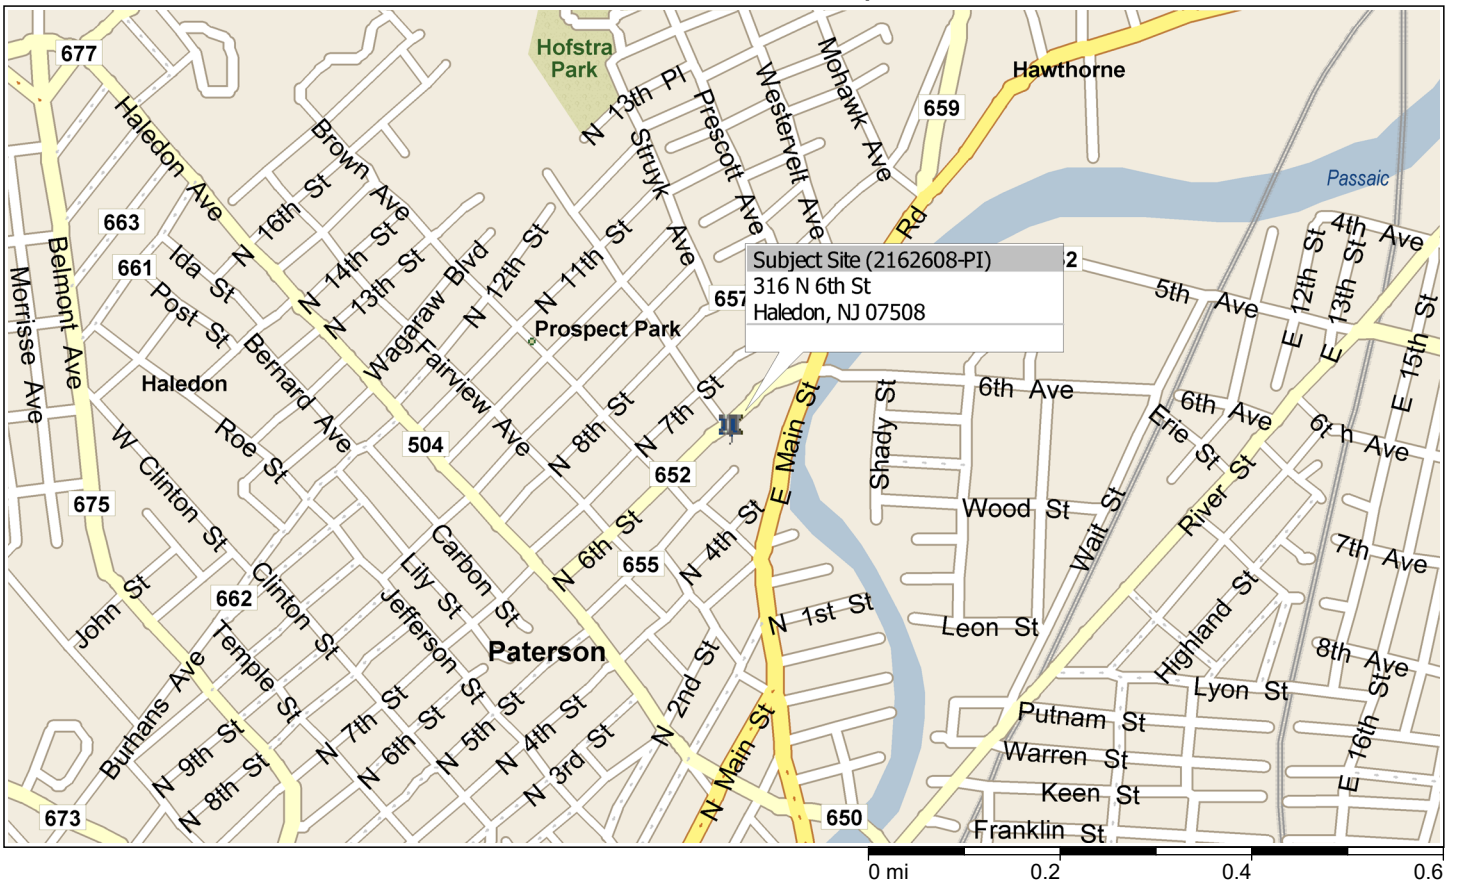 677
Hofstra
Park
Hawthorne
659
N 13th Pl
Prescott Ave
Westervelt Ave
Mohawk Ave
Struyk Ave
Haledon Ave
Brown Ave
Passaic
663
N 16th St
Rd
4th Ave
661
Ida St
N 14th St
N 13th St
Wagaraw Blvd
N 12th St
N 11th St
Subject Site (2162608-PI)
316 N 6th St
Haledon, NJ 07508
52
657
5th Ave
E 12th St
E 13th St
E 15th St
Morrisse Ave
Belmont Ave
Post St
Bernard Ave
Prospect Park
Fairview Ave
Haledon
Roe St
504
N 8th St
N 7th St
652
E Main St
Shady St
6th Ave
6th Ave
6th Ave
Erie St
River St
675
W Clinton St
Wood St
Wait St
N 6th St
655
N 4th St
7th Ave
Carbon St
Lily St
Jefferson St
Clinton St
662
John St
Temple St
Burhans Ave
Paterson
N 1st St
Leon St
Highland St
8th Ave
Lyon St
N 2nd St
Putnam St
Warren St
Keen St
Franklin St
E 16th St
N 9th St
N 8th St
N 7th St
N 6th St
N 5th St
N 4th St
N 3rd St
N Main St
673
650
0 mi 0.2 0.4 0.6